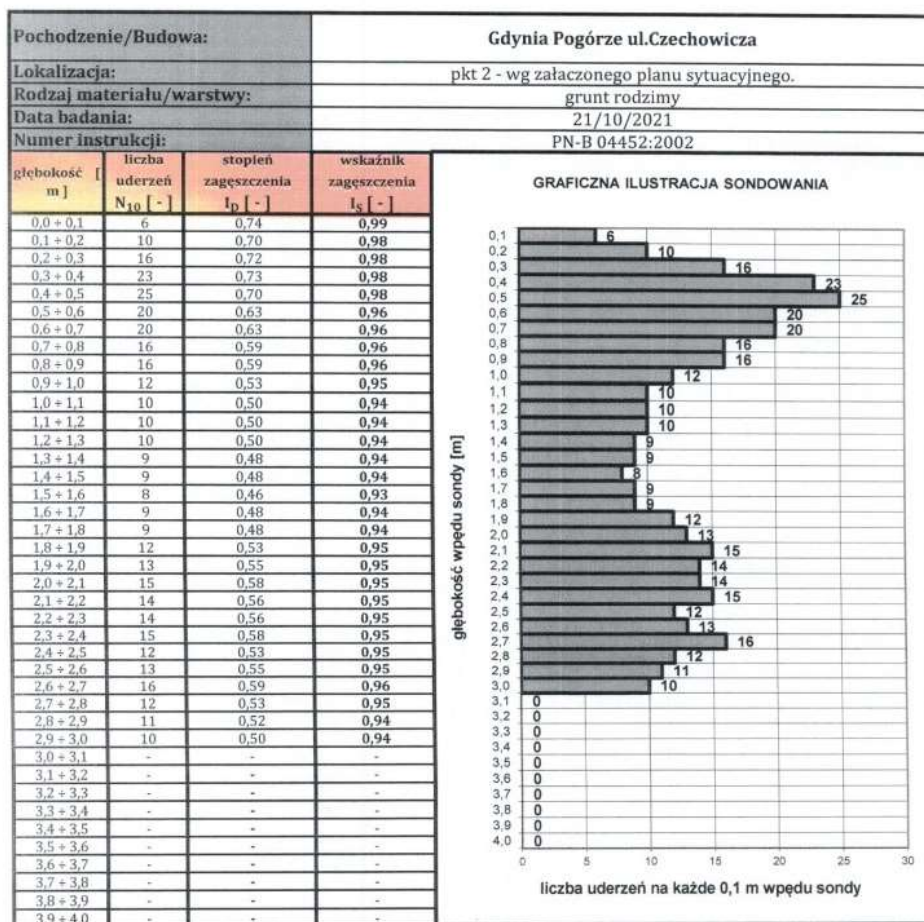 Pochodzenie/Budowa: Gdynia Pogórze ul.Czechowicza
Lokalizacja: pkt 2 - wg załaczonego planu sytuacyjnego.
Rodzaj materiału/warstwy: grunt rodzimy
Data badania: 21/10/2021
Numer instrukcji: PN-B 04452:2002
głębokość [m] liczba uderzeń N10 [ - ] stopień zagęszczenia ID [ - ] wskaźnik zagęszczenia IS [ - ]
0,0 ÷ 0,1 6 0,74 0,99
0,1 ÷ 0,2 10 0,70 0,98
0,2 ÷ 0,3 16 0,72 0,98
0,3 ÷ 0,4 23 0,73 0,98
0,4 ÷ 0,5 25 0,70 0,98
0,5 ÷ 0,6 20 0,63 0,96
0,6 ÷ 0,7 20 0,63 0,96
0,7 ÷ 0,8 16 0,59 0,96
0,8 ÷ 0,9 16 0,59 0,96
0,9 ÷ 1,0 12 0,53 0,95
1,0 ÷ 1,1 10 0,50 0,94
1,1 ÷ 1,2 10 0,50 0,94
1,2 ÷ 1,3 10 0,50 0,94
1,3 ÷ 1,4 9 0,48 0,94
1,4 ÷ 1,5 9 0,48 0,94
1,5 ÷ 1,6 8 0,46 0,93
1,6 ÷ 1,7 9 0,48 0,94
1,7 ÷ 1,8 9 0,48 0,94
1,8 ÷ 1,9 12 0,53 0,95
1,9 ÷ 2,0 13 0,55 0,95
2,0 ÷ 2,1 15 0,58 0,95
2,1 ÷ 2,2 14 0,56 0,95
2,2 ÷ 2,3 14 0,56 0,95
2,3 ÷ 2,4 15 0,58 0,95
2,4 ÷ 2,5 12 0,53 0,95
2,5 ÷ 2,6 13 0,55 0,95
2,6 ÷ 2,7 16 0,59 0,96
2,7 ÷ 2,8 12 0,53 0,95
2,8 ÷ 2,9 11 0,52 0,94
2,9 ÷ 3,0 10 0,50 0,94
3,0 ÷ 3,1 - - -
3,1 ÷ 3,2 - - -
3,2 ÷ 3,3 - - -
3,3 ÷ 3,4 - - -
3,4 ÷ 3,5 - - -
3,5 ÷ 3,6 - - -
3,6 ÷ 3,7 - - -
3,7 ÷ 3,8 - - -
3,8 ÷ 3,9 - - -
3,9 ÷ 4,0 - - -
GRAFICZNA ILUSTRACJA SONDOWANIA
głębokość wpędu sondy [m]
0,1 6
0,2 10
0,3 16
0,4 23
0,5 25
0,6 20
0,7 20
0,8 16
0,9 16
1,0 12
1,1 10
1,2 10
1,3 10
1,4 9
1,5 9
1,6 8
1,7 9
1,8 9
1,9 12
2,0 13
2,1 15
2,2 14
2,3 14
2,4 15
2,5 12
2,6 13
2,7 16
2,8 12
2,9 11
3,0 10
3,1 0
3,2 0
3,3 0
3,4 0
3,5 0
3,6 0
3,7 0
3,8 0
3,9 0
4,0 0
0 5 10 15 20 25 30
liczba uderzeń na każde 0,1 m wpędu sondy